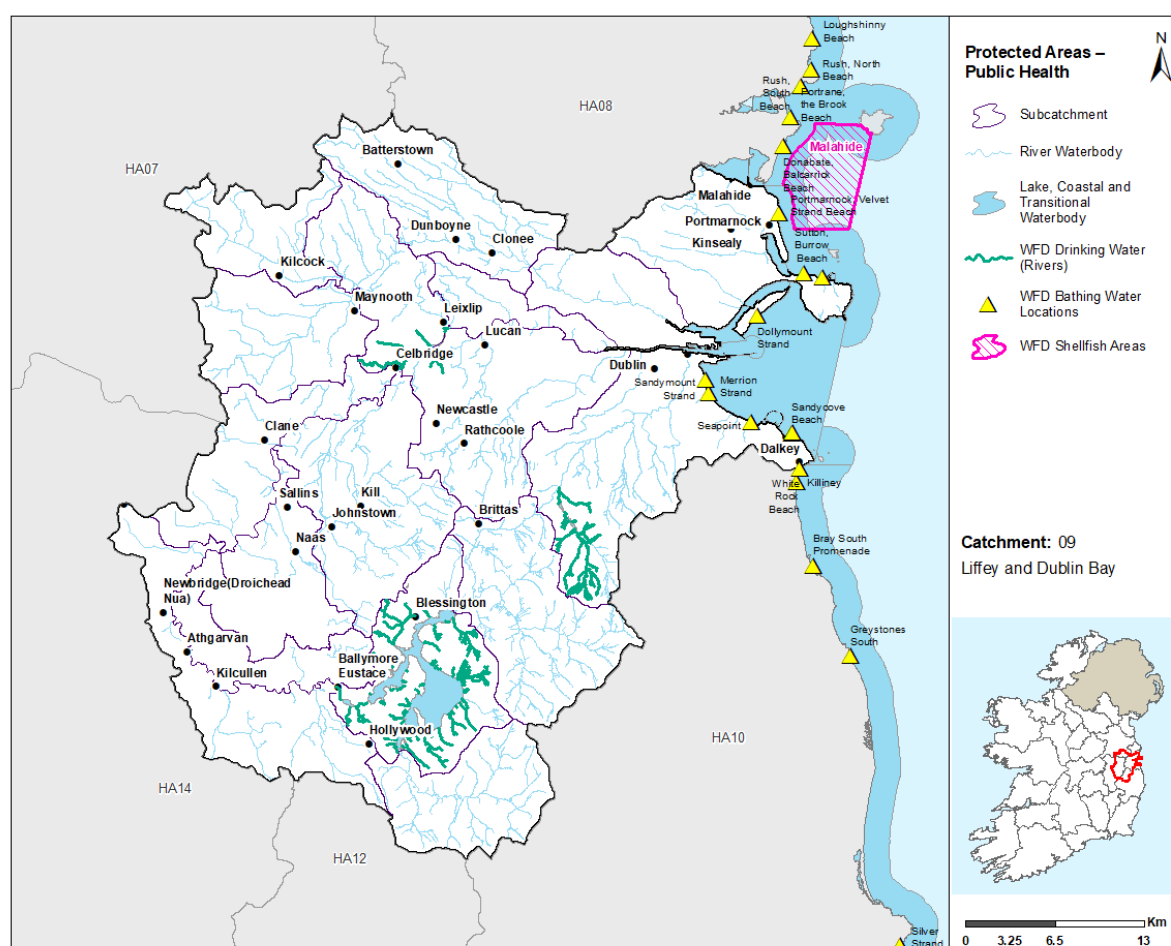 Loughshinny
Beach
Rush, North
Beach
Rush,
South
Beach
Portrane,
the Brook
Beach
HA08
Malahide
HA07
Batterstown
Donabate,
Balcarrick
Beach
Malahide
Portmarnock, Velvet
Strand Beach
Portmarnock
Kinsealy
Sutton,
Burrow
Beach
Dunboyne
Clonee
Kilcock
Maynooth
Leixlip
Lucan
Dollymount
Strand
Celbridge
Dublin
Sandymount
Strand
Merrion
Strand
Newcastle
Rathcoole
Seapoint
Sandycove
Beach
Clane
Dalkey
Killiney
White
Rock
Beach
Sallins
Kill
Johnstown
Brittas
Naas
Bray South
Promenade
Newbridge(Droichead
Nua)
Blessington
Athgarvan
Greystones
South
Kilcullen
Ballymore
Eustace
Hollywood
HA10
HA14
HA12
Silver
Strand
Protected Areas –
Public Health
N
Subcatchment
River Waterbody
Lake, Coastal and
Transitional
Waterbody
WFD Drinking Water
(Rivers)
WFD Bathing Water
Locations
WFD Shellfish Areas
Catchment: 09
Liffey and Dublin Bay
Km
0 3.25 6.5 13